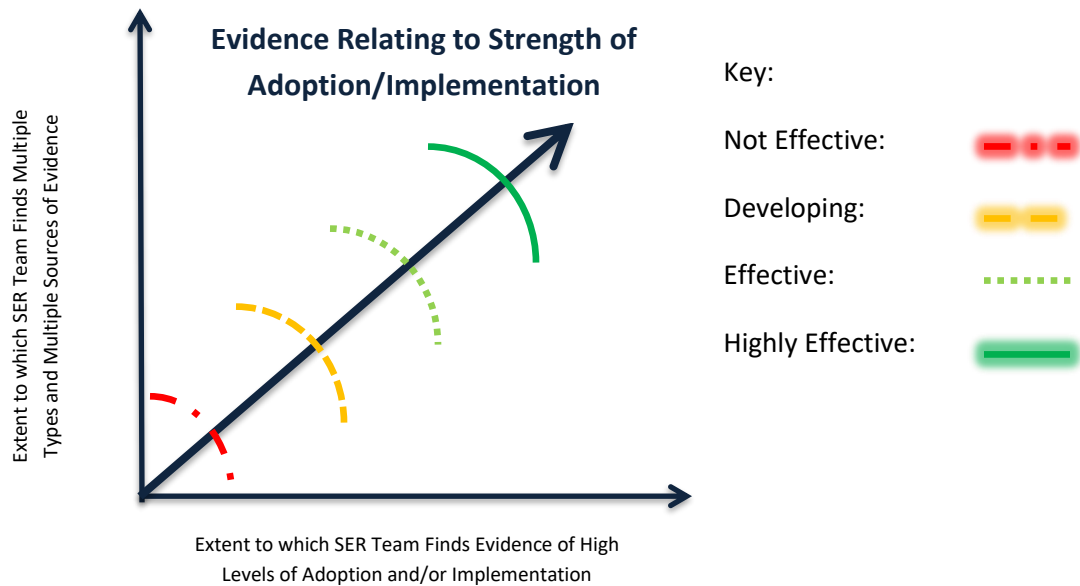 Evidence Relating to Strength of
Adoption/Implementation
Extent to which SER Team Finds Multiple
Types and Multiple Sources of Evidence
Extent to which SER Team Finds Evidence of High
Levels of Adoption and/or Implementation
Key:
Not Effective:
Developing:
Effective:
Highly Effective: